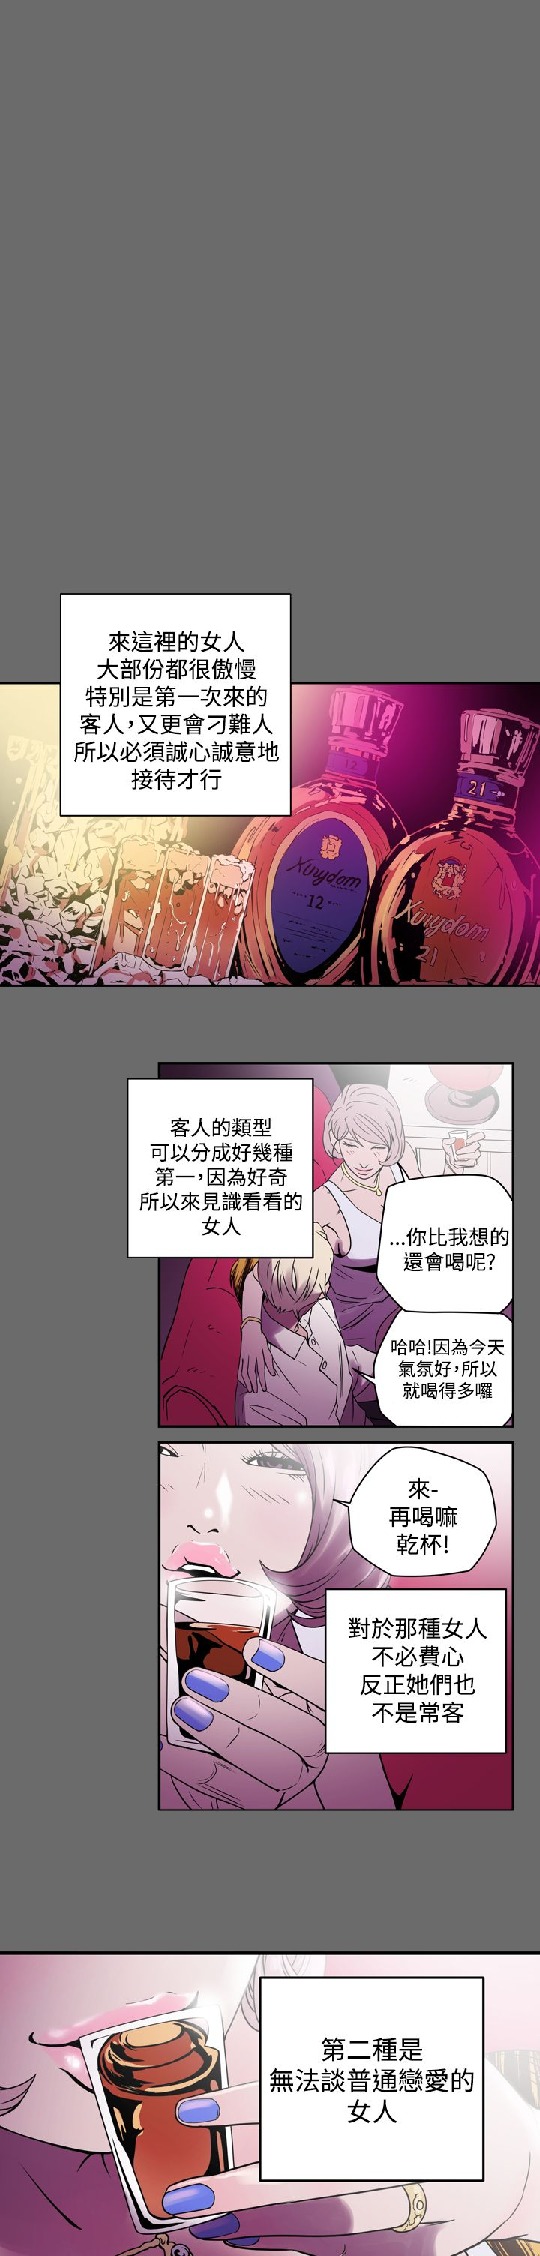 來這裡的女人
大部份都很傲慢
特別是第一次來的
客人，又更會刁難人
所以必須誠心誠意地
接待才行
12
21
Xuydom
12
Xuydom
21
客人的類型
可以分成好幾種
第一，因為好奇
所以來見識看看的
女人
...你比我想的
還會喝呢?
哈哈!因為今天
氣氛好，所以
就喝得多囉
來-
再喝嘛
乾杯!
對於那種女人
不必費心
反正她們也
不是常客
第二種是
無法談普通戀愛的
女人